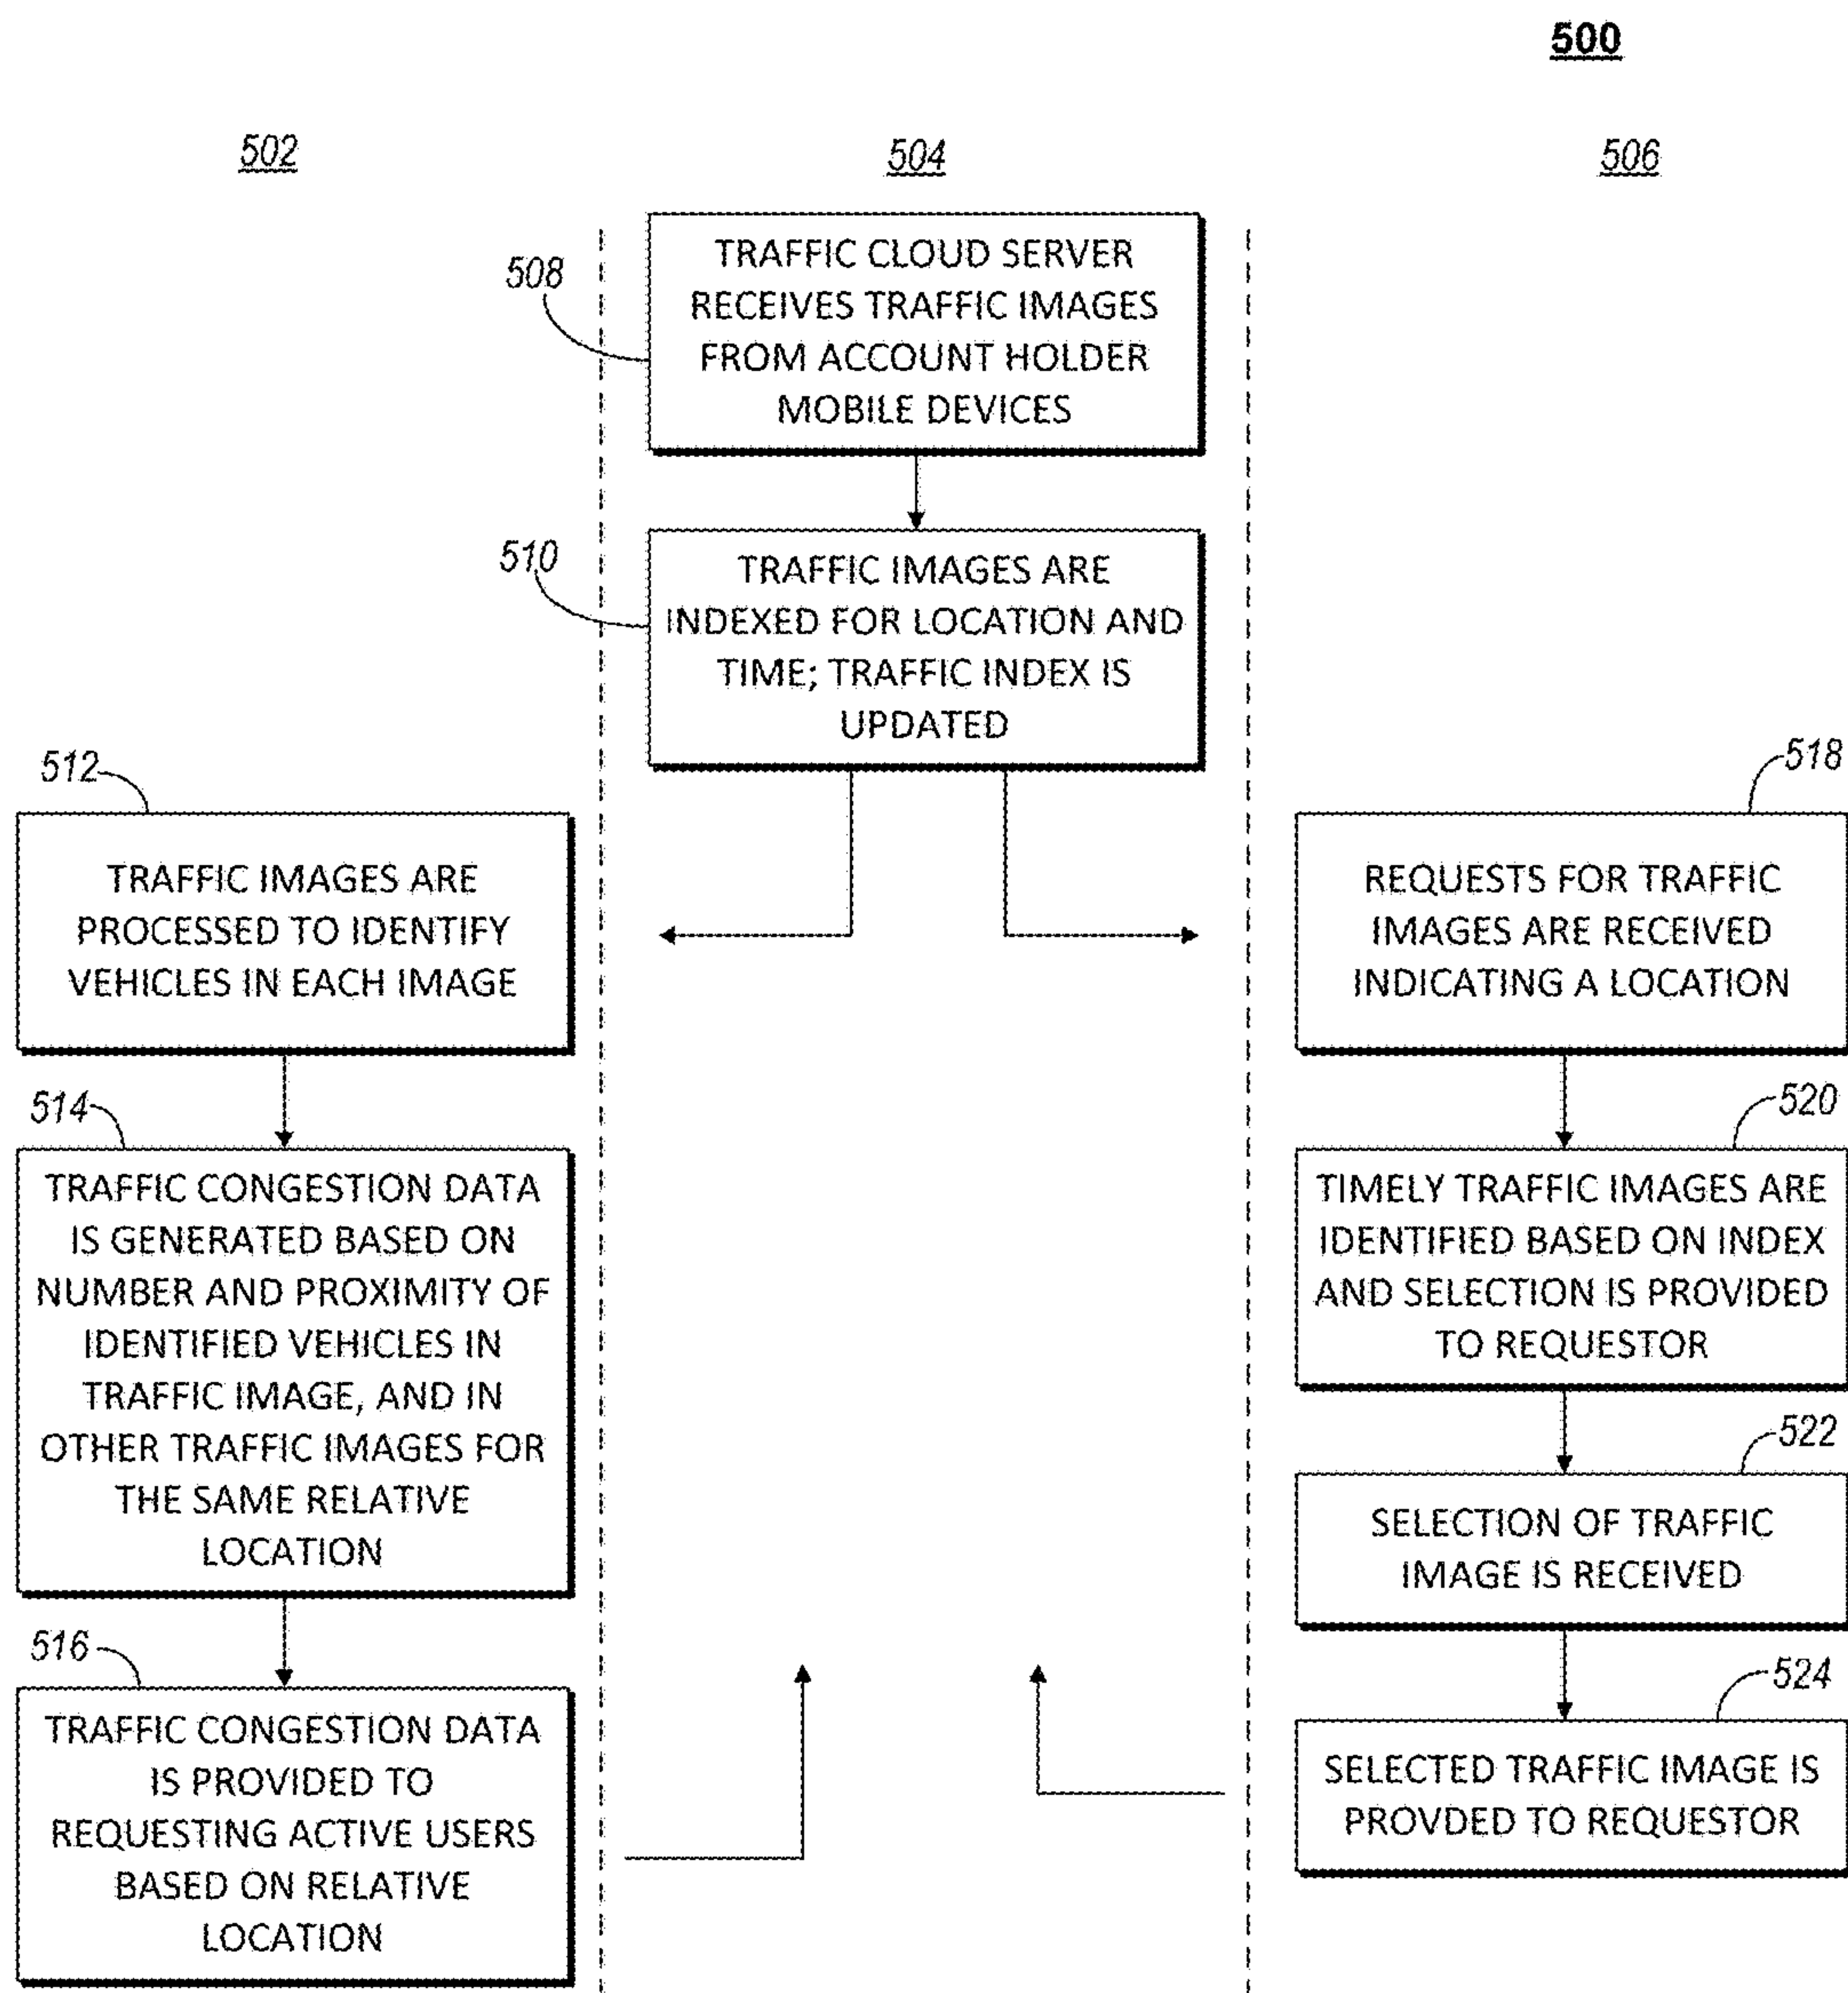 500
502
504
506
508
TRAFFIC CLOUD SERVER
RECEIVES TRAFFIC IMAGES
FROM ACCOUNT HOLDER
MOBILE DEVICES
510
TRAFFIC IMAGES ARE
INDEXED FOR LOCATION AND
TIME; TRAFFIC INDEX IS
UPDATED
512
TRAFFIC IMAGES ARE
PROCESSED TO IDENTIFY
VEHICLES IN EACH IMAGE
514
TRAFFIC CONGESTION DATA
IS GENERATED BASED ON
NUMBER AND PROXIMITY OF
IDENTIFIED VEHICLES IN
TRAFFIC IMAGE, AND IN
OTHER TRAFFIC IMAGES FOR
THE SAME RELATIVE
LOCATION
516
TRAFFIC CONGESTION DATA
IS PROVIDED TO
REQUESTING ACTIVE USERS
BASED ON RELATIVE
LOCATION
518
REQUESTS FOR TRAFFIC
IMAGES ARE RECEIVED
INDICATING A LOCATION
520
TIMELY TRAFFIC IMAGES ARE
IDENTIFIED BASED ON INDEX
AND SELECTION IS PROVIDED
TO REQUESTOR
522
SELECTION OF TRAFFIC
IMAGE IS RECEIVED
524
SELECTED TRAFFIC IMAGE IS
PROVDED TO REQUESTOR